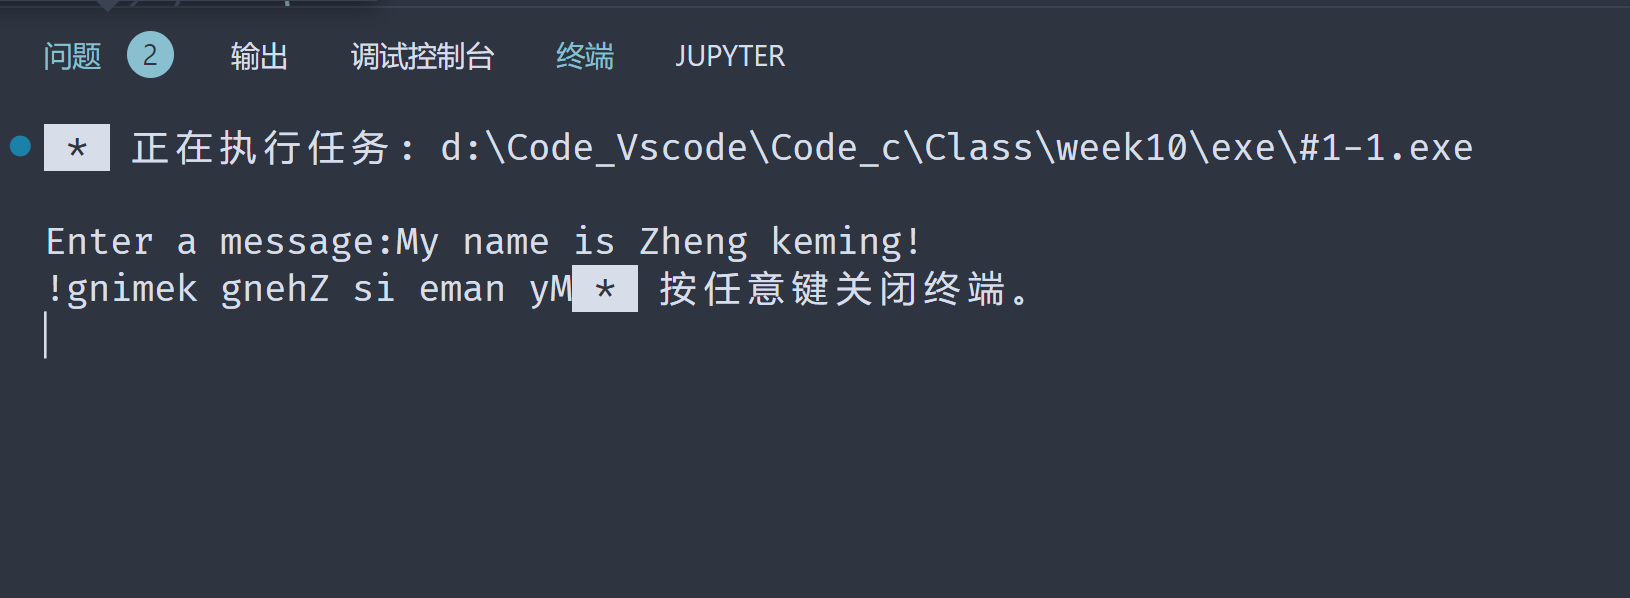 问题 2 输出 调试控制台 终端 JUPYTER
* 正在执行任务: d:\Code_Vscode\Code_c\Class\week10\exe\#1-1.exe
Enter a message:My name is Zheng keming!
!gnimek gnehZ si eman yM * 按任意键关闭终端。